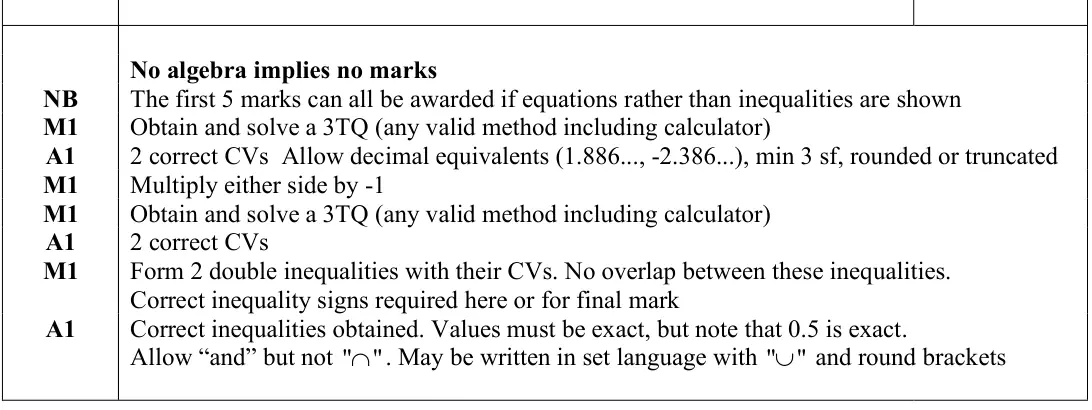 No algebra implies no marks
NB The first 5 marks can all be awarded if equations rather than inequalities are shown
M1 Obtain and solve a 3TQ (any valid method including calculator)
A1 2 correct CVs Allow decimal equivalents (1.886..., -2.386...), min 3 sf, rounded or truncated
M1 Multiply either side by -1
M1 Obtain and solve a 3TQ (any valid method including calculator)
A1 2 correct CVs
M1 Form 2 double inequalities with their CVs. No overlap between these inequalities.
Correct inequality signs required here or for final mark
A1 Correct inequalities obtained. Values must be exact, but note that 0.5 is exact.
Allow “and” but not "∩". May be written in set language with "∪" and round brackets